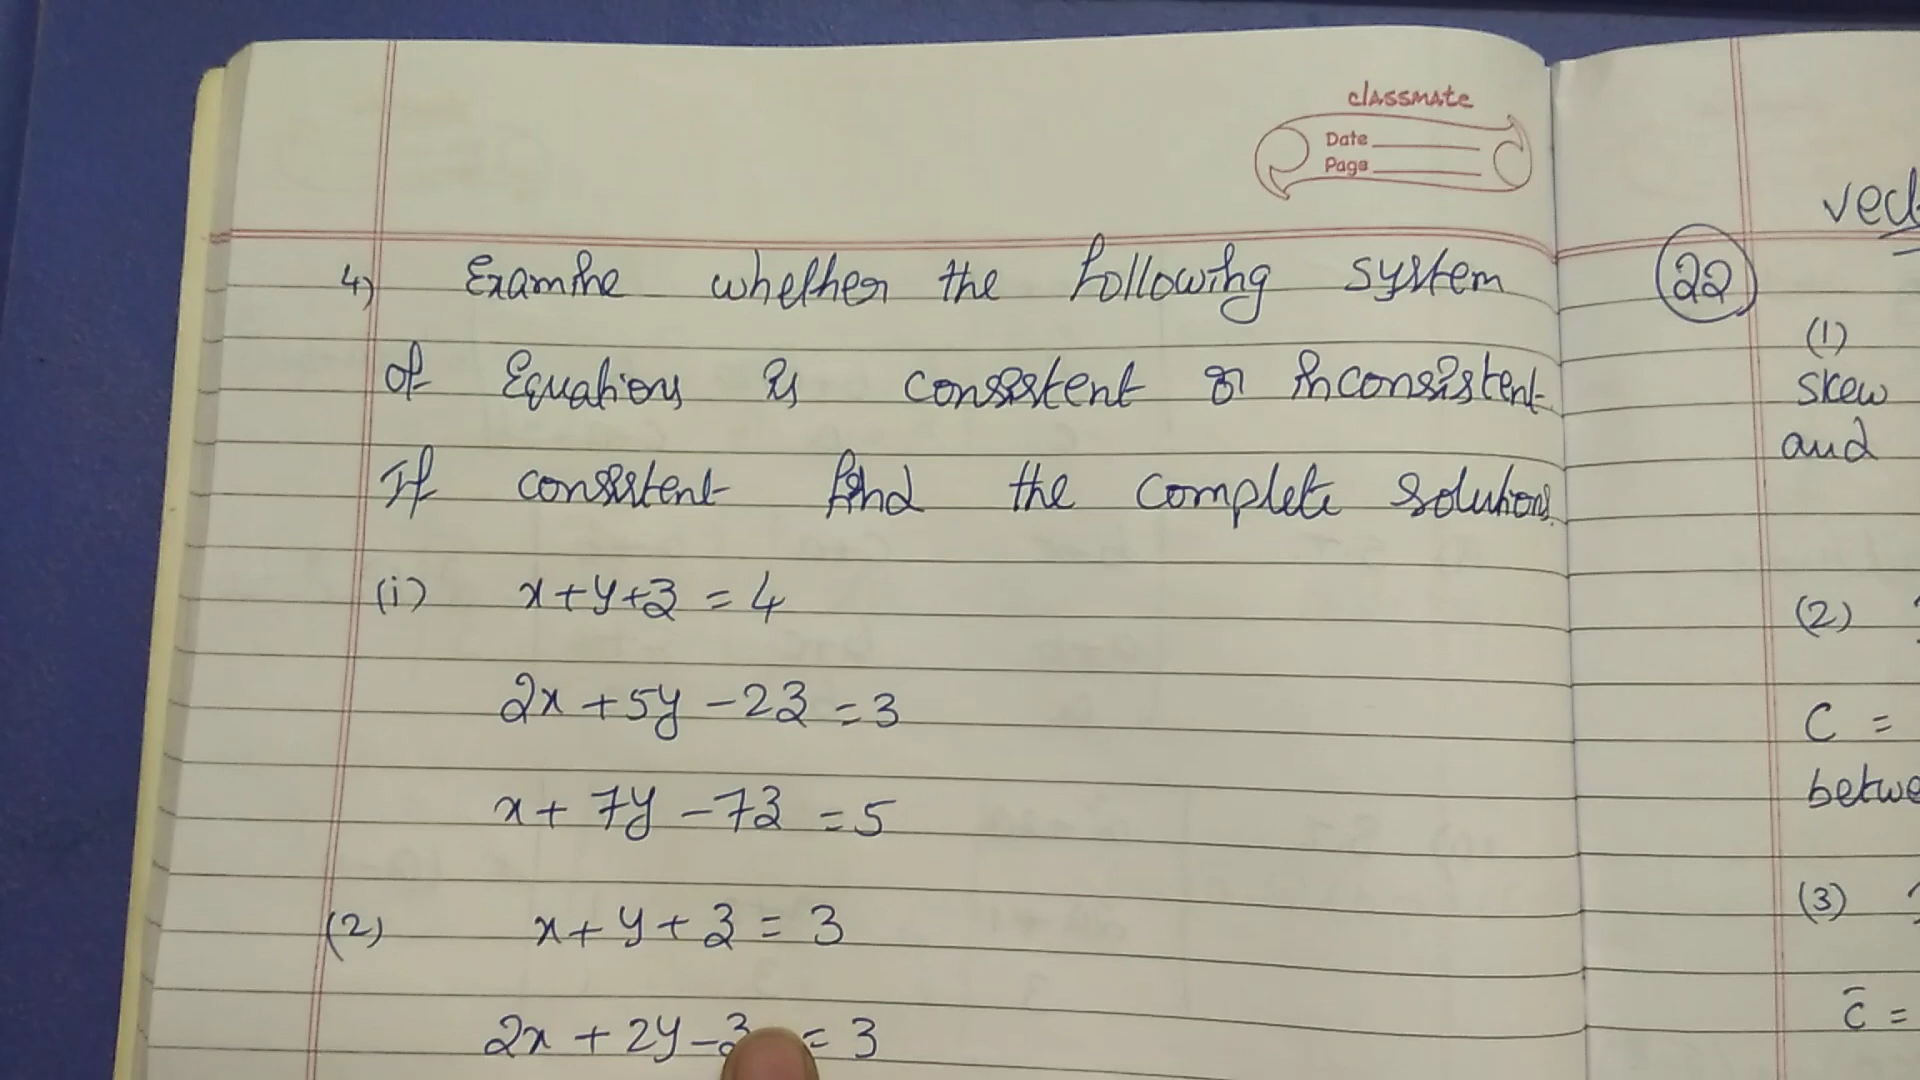 classmate
Date
Page
4) Examine whether the following system
of Equations is consistent or inconsistent.
If consistent find the complete solutions.
(i) x+y+z = 4
2x +5y -2z = 3
x + 7y - 7z = 5
(2) x + y + z = 3
2x + 2y - z = 3
22
(1)
skew
and
(2)
C =
betwe
(3)
c̅ =